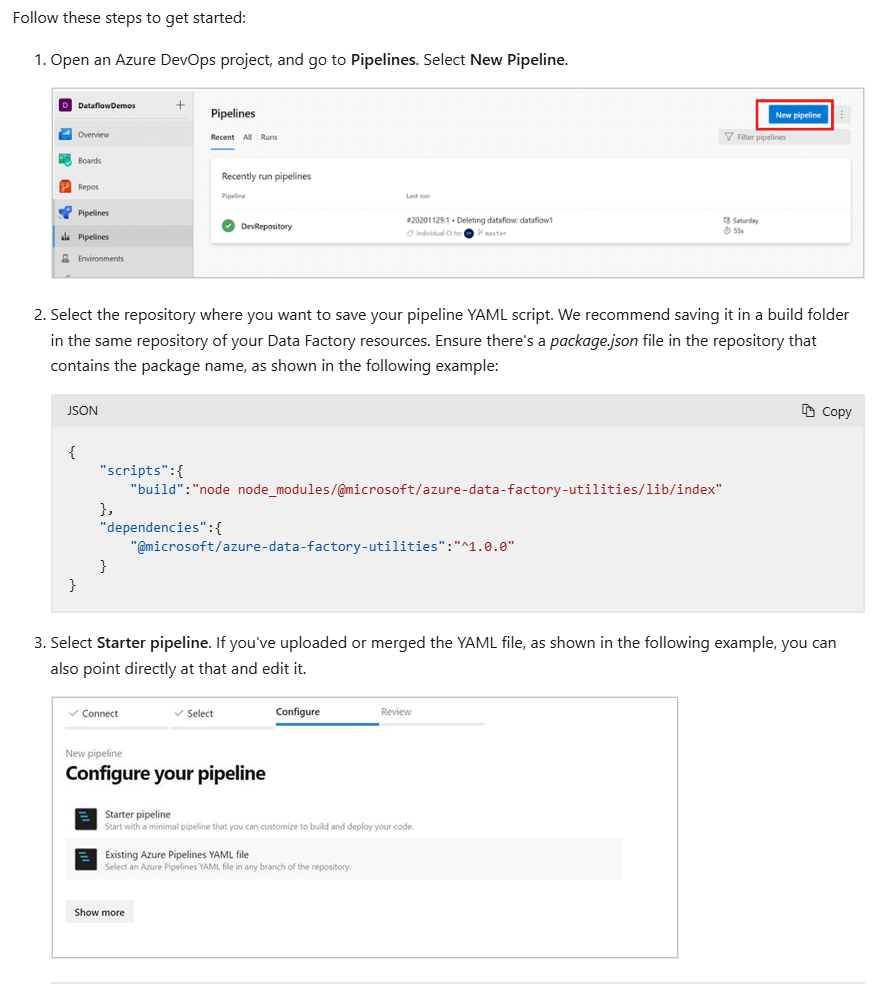 Follow these steps to get started:
1. Open an Azure DevOps project, and go to Pipelines. Select New Pipeline.
D DataflowDemos +
Overview
Boards
Repos
Pipelines
Pipelines
Environments
Pipelines
New pipeline
Recent All Runs
Filter pipelines
Recently run pipelines
Pipeline Last run
DevRepository
#20201129.1 • Deleting dataflow: dataflow1
Individual CI for master
Saturday
55s
2. Select the repository where you want to save your pipeline YAML script. We recommend saving it in a build folder
in the same repository of your Data Factory resources. Ensure there's a package.json file in the repository that
contains the package name, as shown in the following example:
JSON Copy
{
"scripts":{
"build":"node node_modules/@microsoft/azure-data-factory-utilities/lib/index"
},
"dependencies":{
"@microsoft/azure-data-factory-utilities":"^1.0.0"
}
}
3. Select Starter pipeline. If you've uploaded or merged the YAML file, as shown in the following example, you can
also point directly at that and edit it.
Connect Select Configure Review
New pipeline
Configure your pipeline
Starter pipeline
Start with a minimal pipeline that you can customize to build and deploy your code.
Existing Azure Pipelines YAML file
Select an Azure Pipelines YAML file in any branch of the repository.
Show more